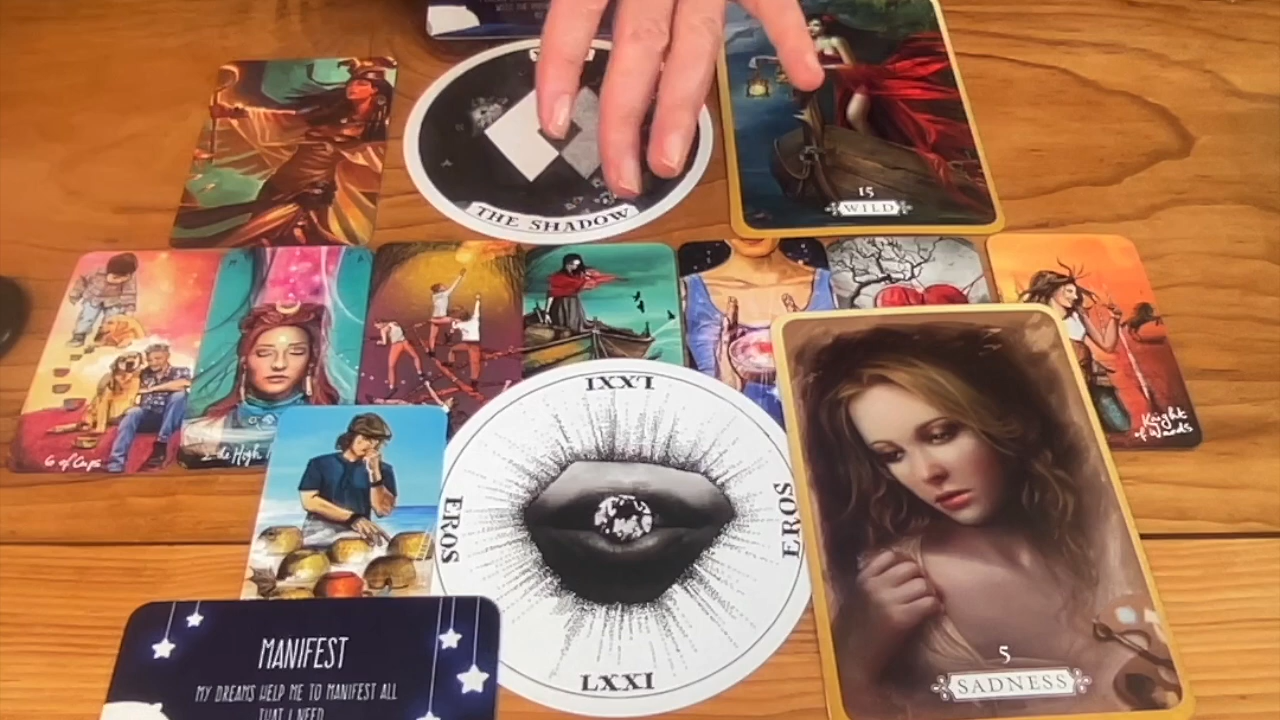 THE SHADOW
15
WILD
6 of Cups
Knight
of Wands
LXXI
EROS
EROS
LXXI
MANIFEST
MY DREAMS HELP ME TO MANIFEST ALL
THAT I NEED
5
SADNESS